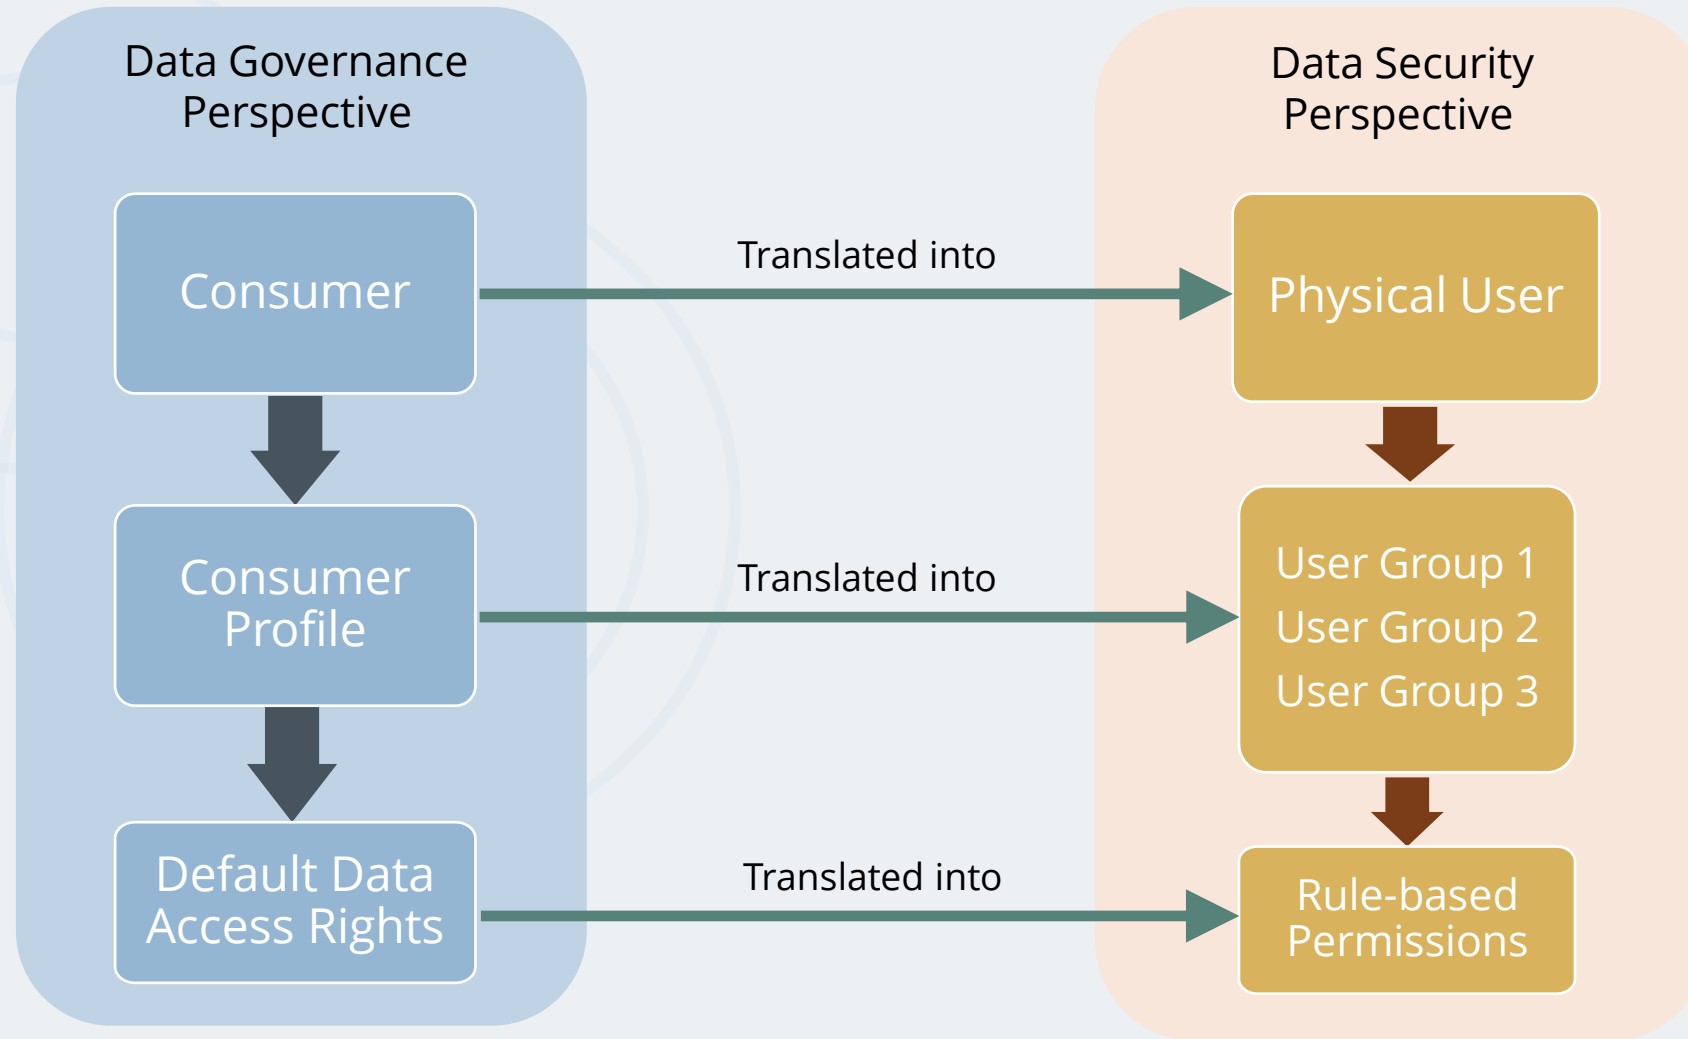 Data Governance
Perspective
Data Security
Perspective
Consumer
Translated into
Physical User
Consumer
Profile
Translated into
User Group 1
User Group 2
User Group 3
Default Data
Access Rights
Translated into
Rule-based
Permissions